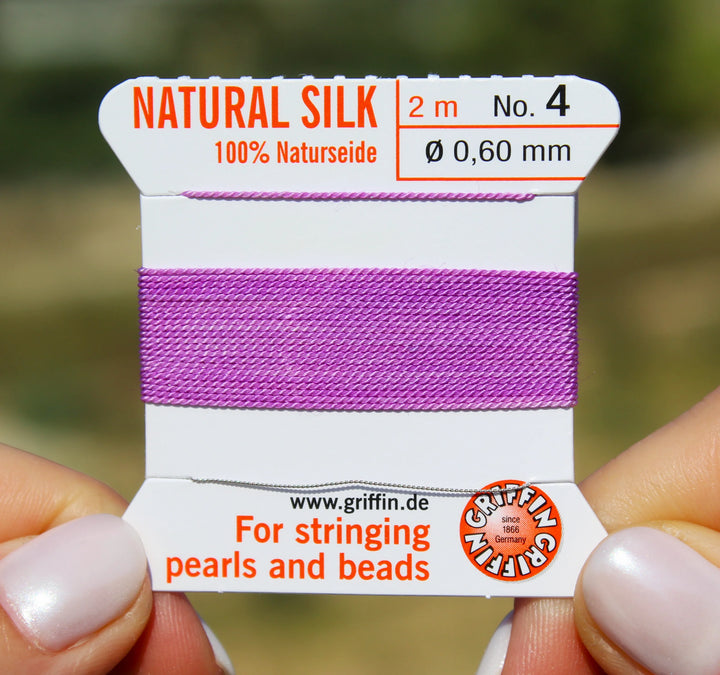 NATURAL SILK
100% Naturseide
2 m No. 4
Ø 0,60 mm
www.griffin.de
For stringing
pearls and beads
GRIFFIN GRIFFIN
since
1866
Germany